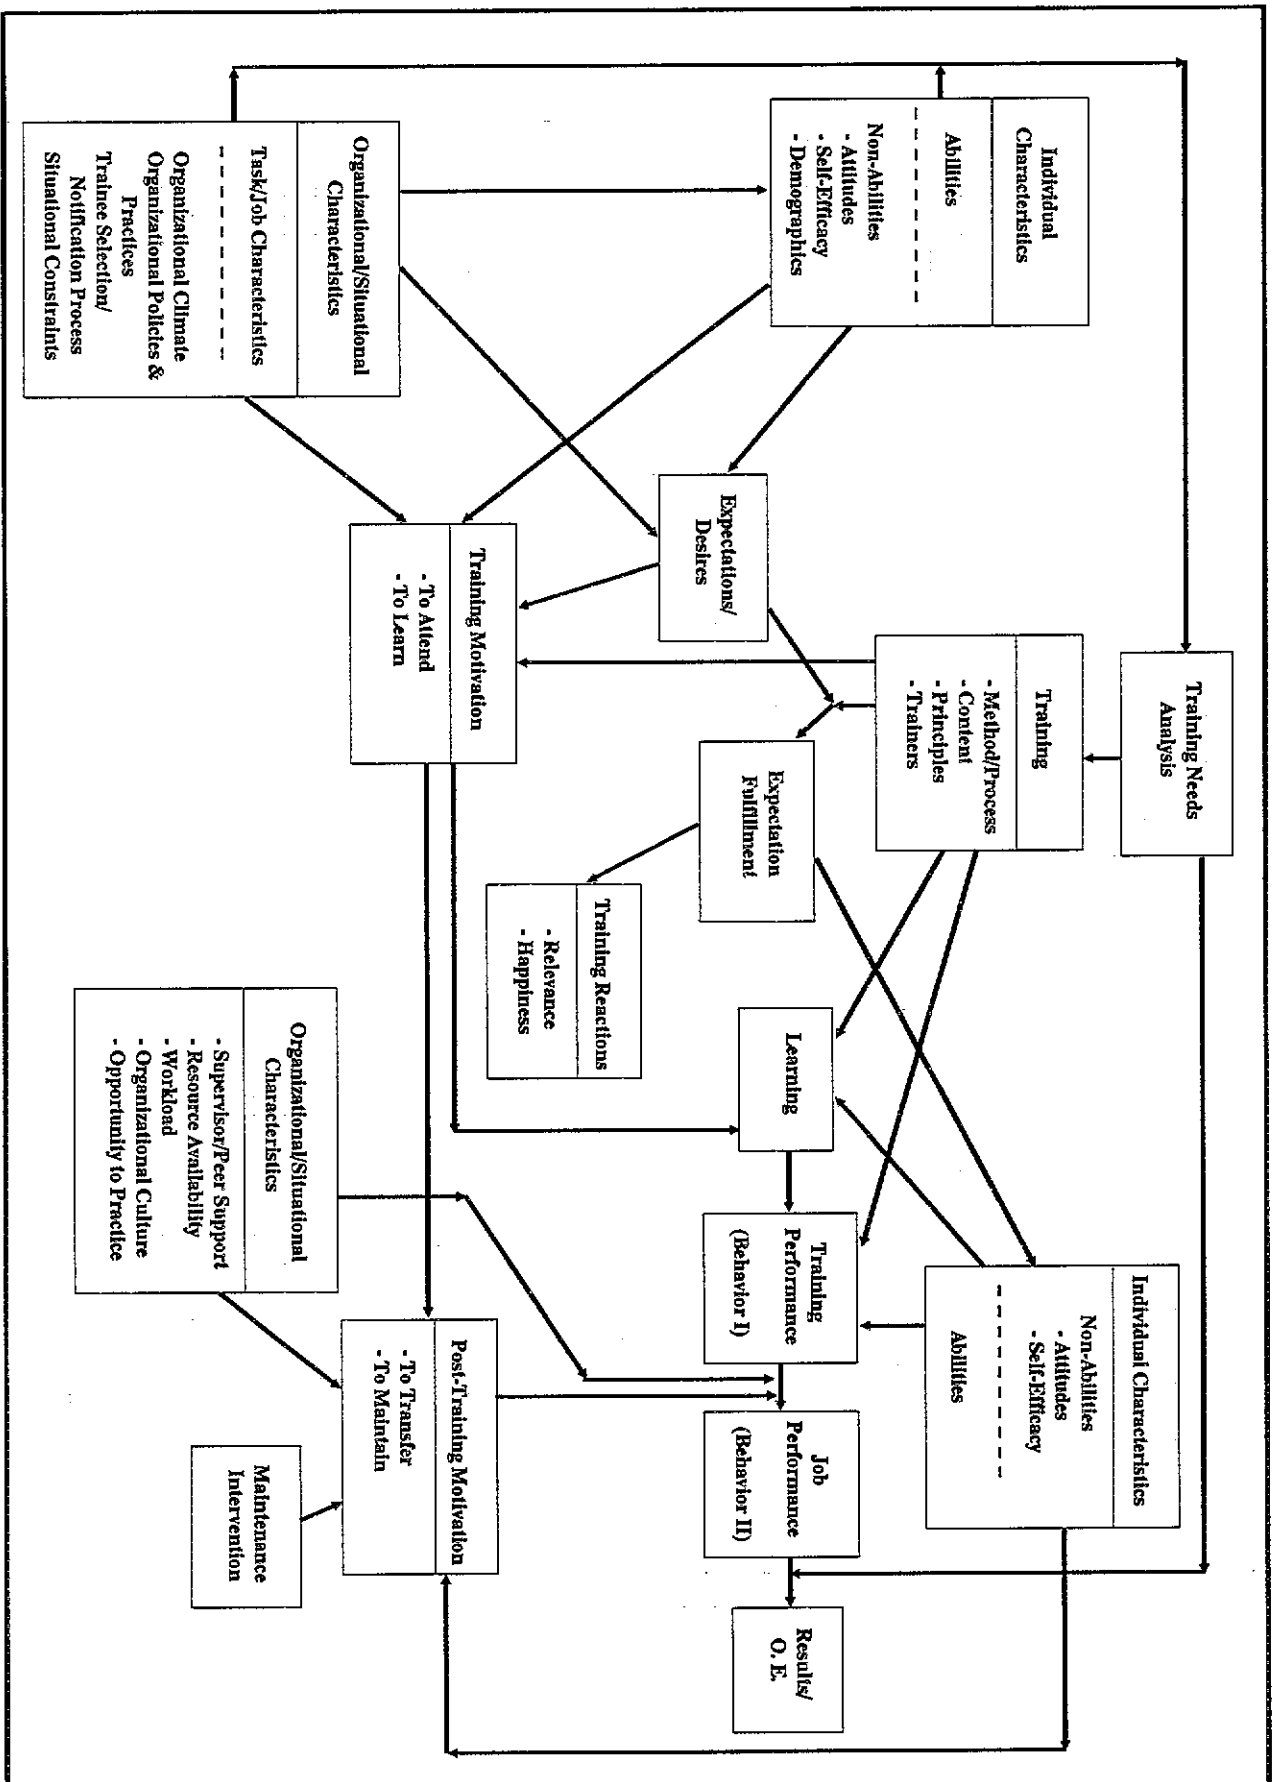 Training Needs
Analysis
Individual
Characteristics
Abilities
Non-Abilities
- Attitudes
- Self-Efficacy
- Demographics
Training
- Method/Process
- Content
- Principles
- Trainers
Individual Characteristics
Non-Abilities
- Attitudes
- Self-Efficacy
Abilities
Expectations/
Desires
Expectation
Fulfillment
Learning
Training
Performance
(Behavior I)
Job
Performance
(Behavior II)
Results/
O. E.
Training Reactions
- Relevance
- Happiness
Organizational/Situational
Characteristics
Task/Job Characteristics
Organizational Climate
Organizational Policies &
Practices
Trainee Selection/
Notification Process
Situational Constraints
Training Motivation
- To Attend
- To Learn
Organizational/Situational
Characteristics
- Supervisor/Peer Support
- Resource Availability
- Workload
- Organizational Culture
- Opportunity to Practice
Post-Training Motivation
- To Transfer
- To Maintain
Maintenance
Intervention